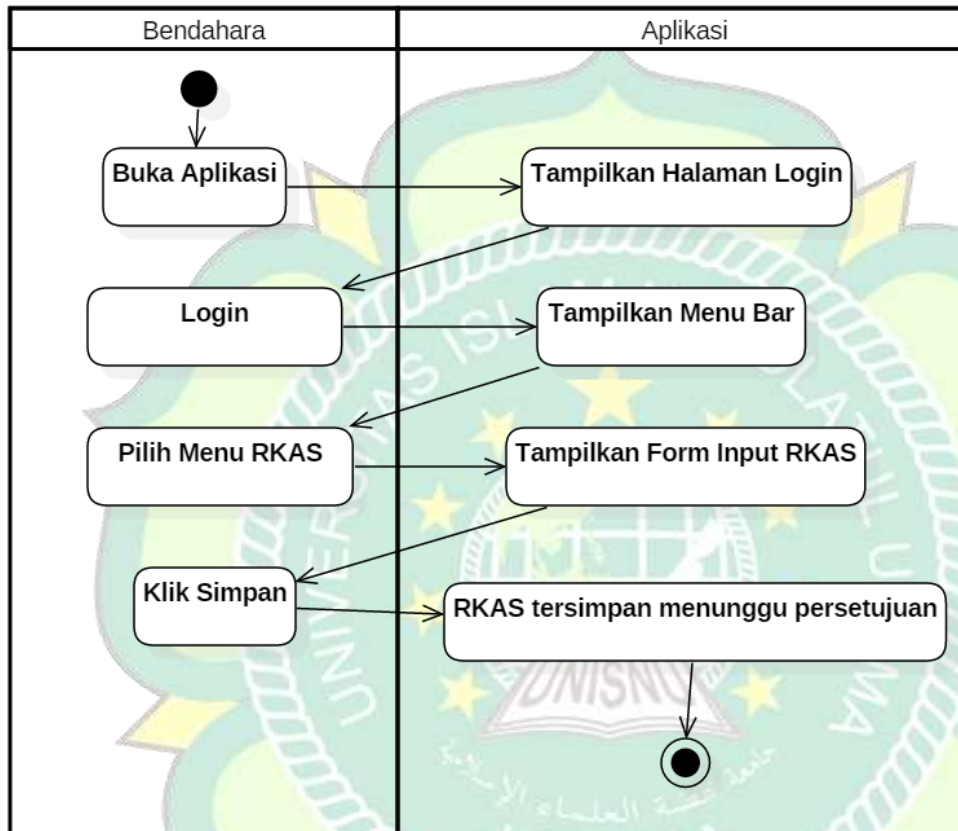 Bendahara
Aplikasi
Buka Aplikasi
Tampilkan Halaman Login
Login
Tampilkan Menu Bar
Pilih Menu RKAS
Tampilkan Form Input RKAS
Klik Simpan
RKAS tersimpan menunggu persetujuan
UNISNU